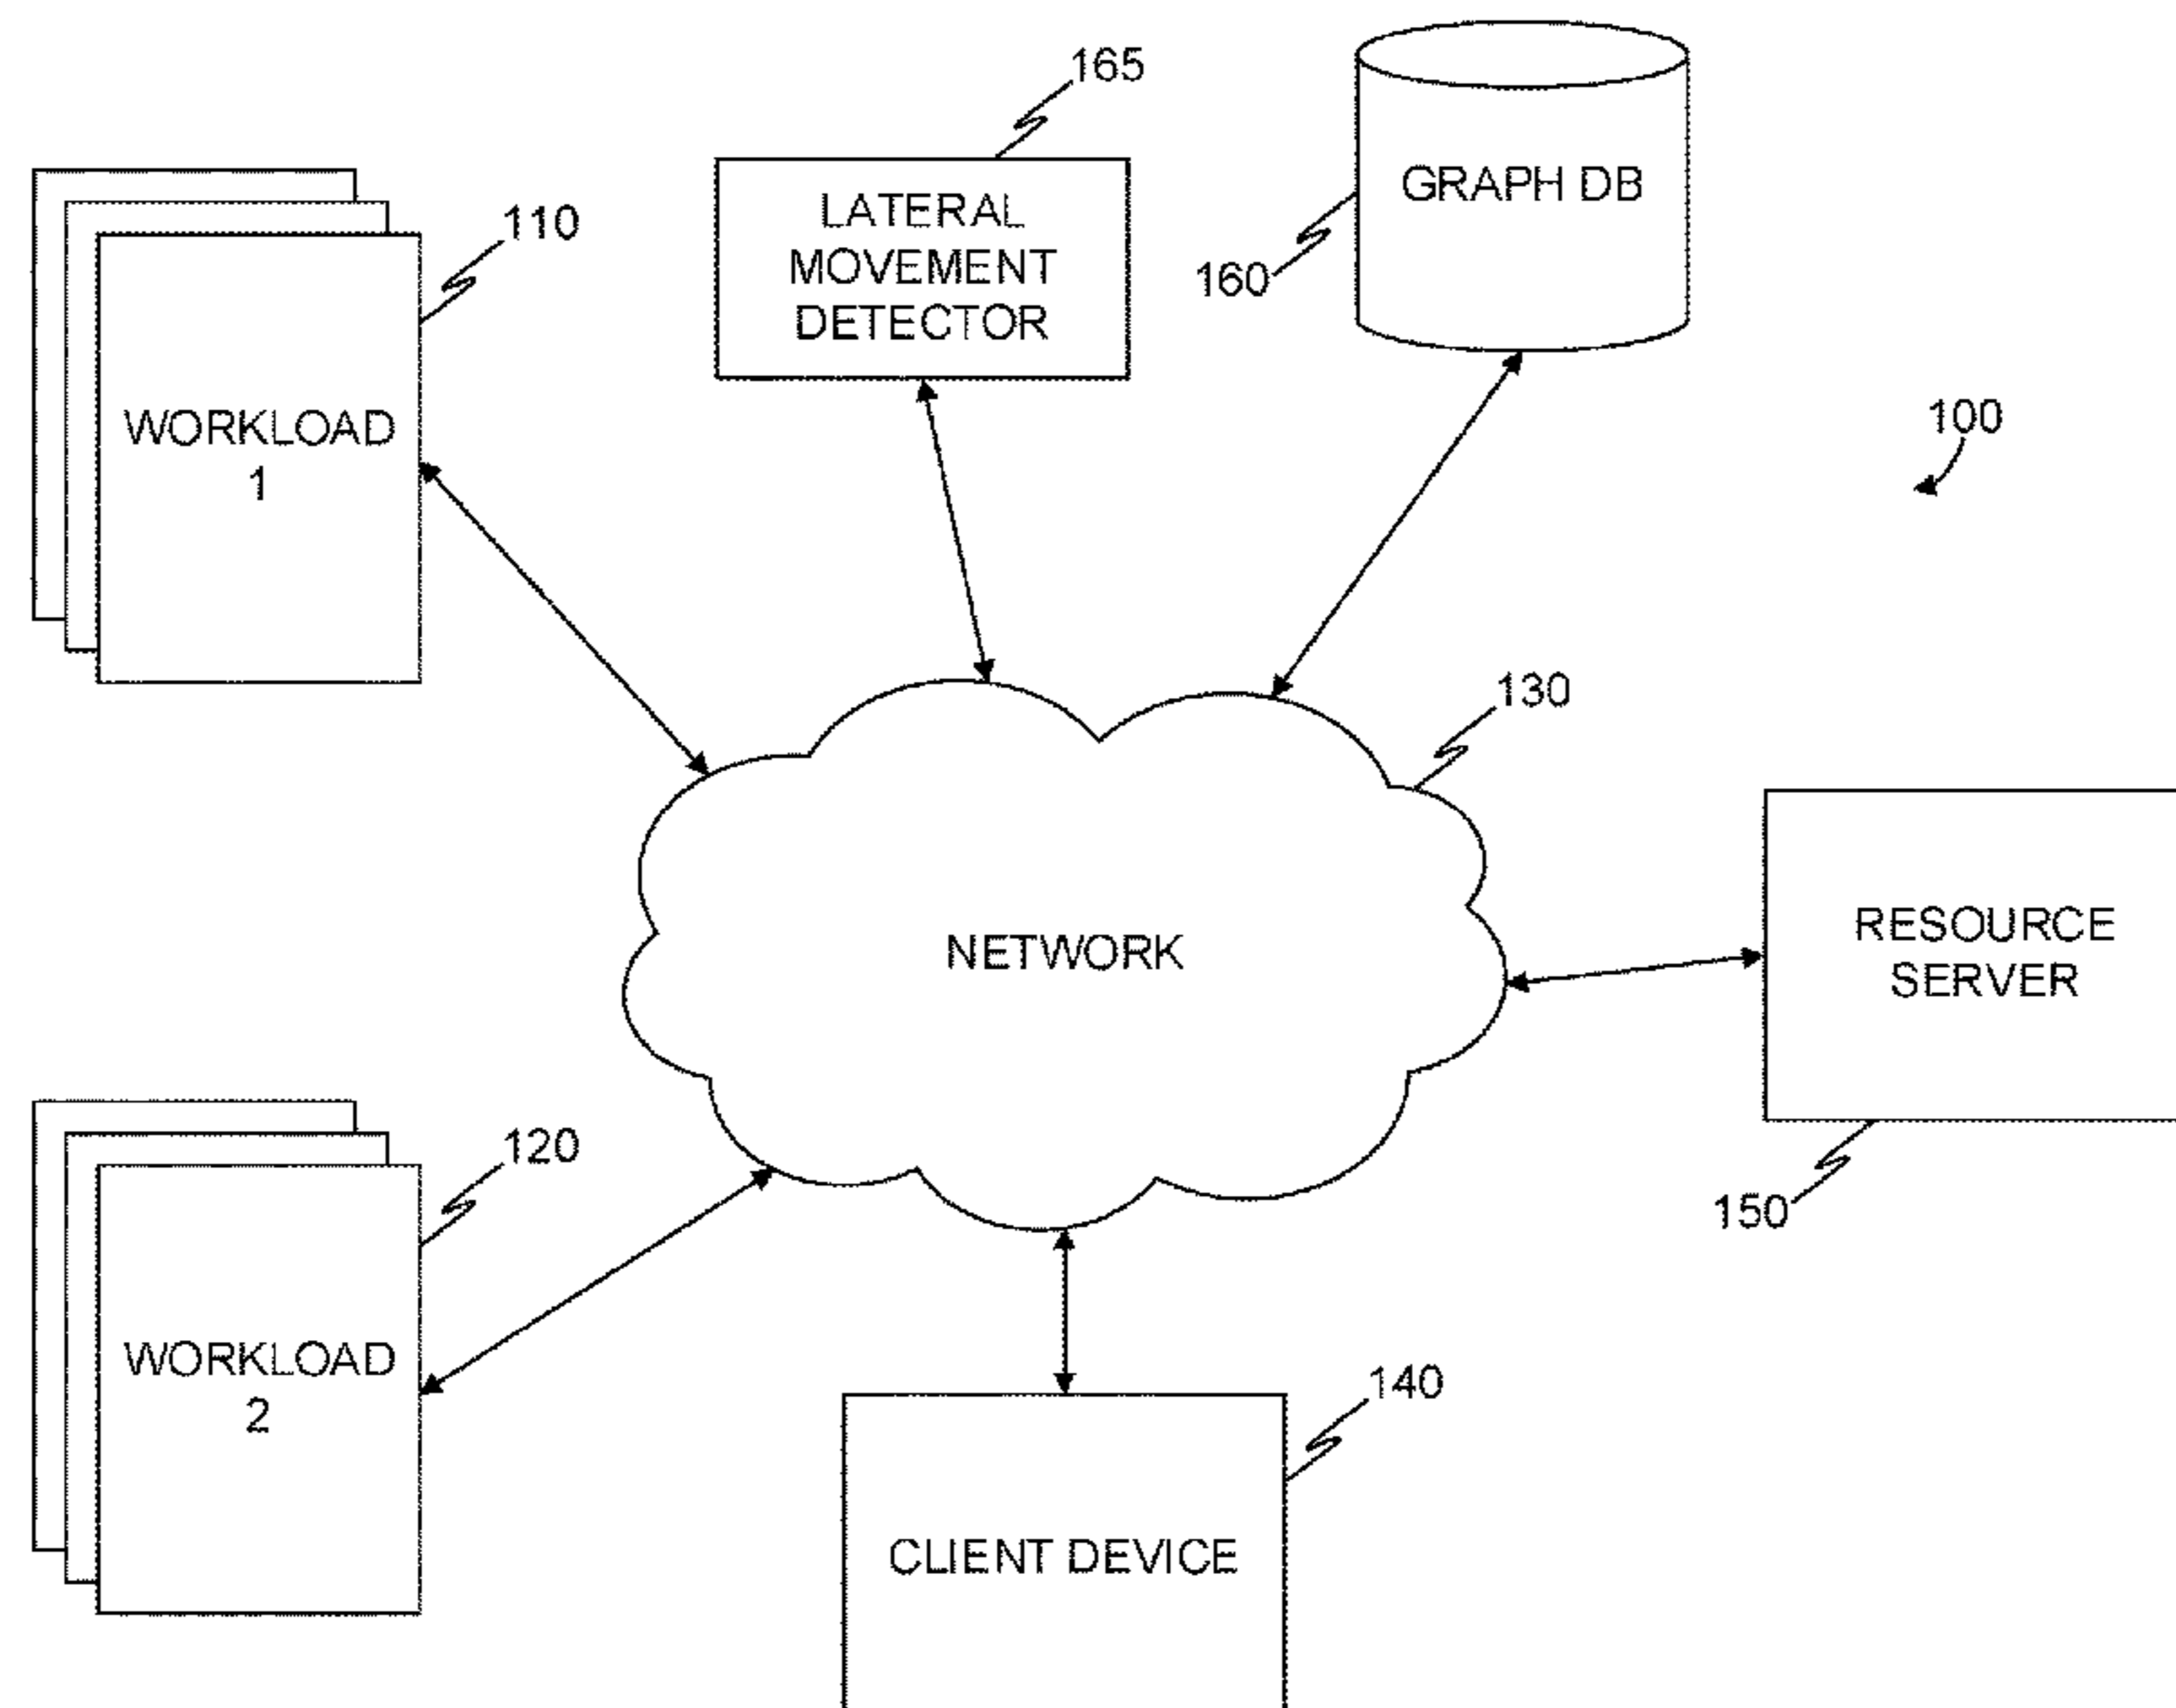 165
LATERAL
MOVEMENT
DETECTOR
GRAPH DB
160
110
WORKLOAD
1
100
130
NETWORK
RESOURCE
SERVER
150
120
WORKLOAD
2
140
CLIENT DEVICE